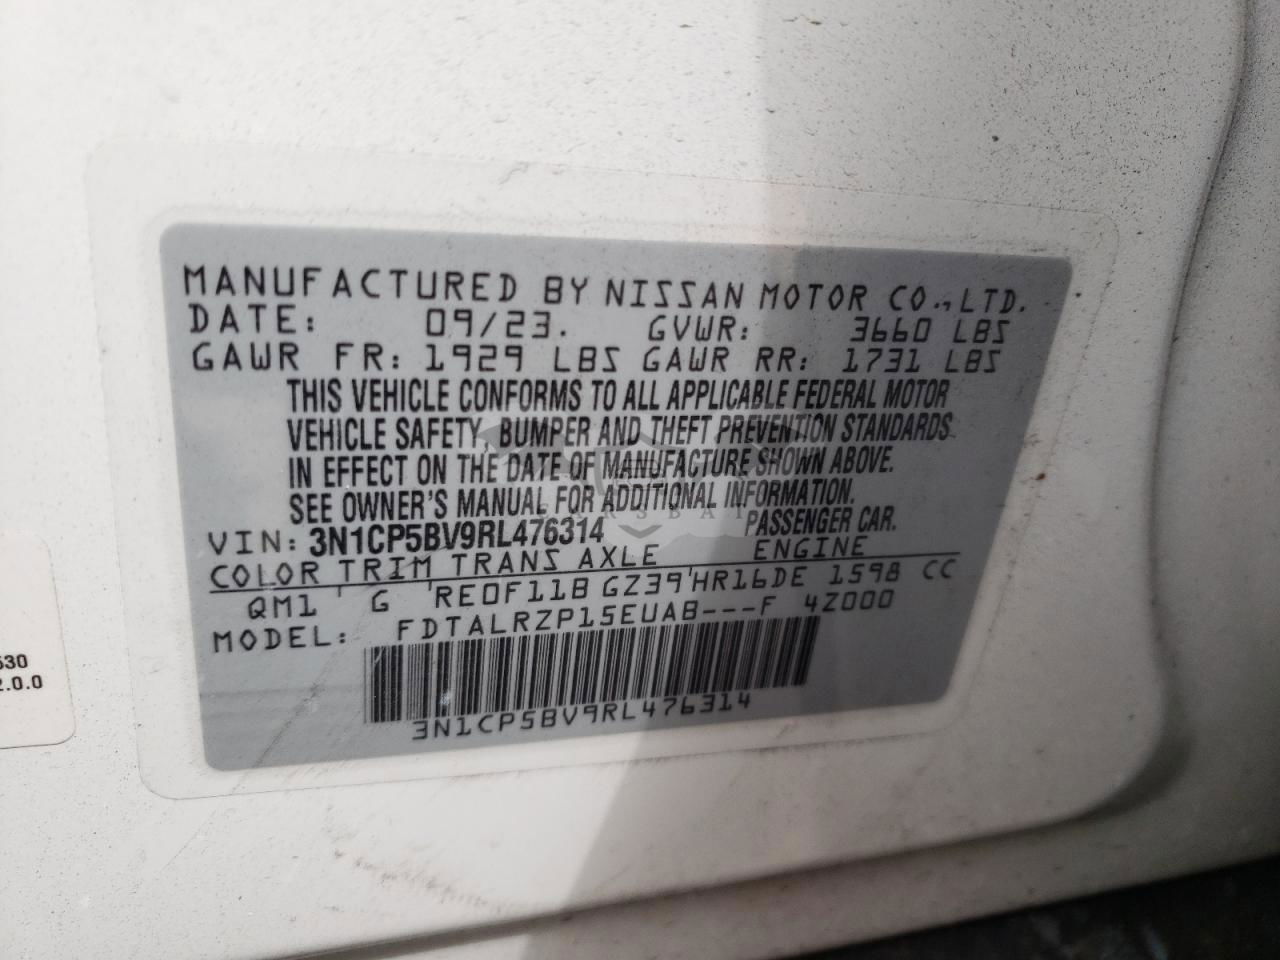 MANUFACTURED BY NISSAN MOTOR CO., LTD.
DATE: 09/23. GVWR: 3660 LBS
GAWR FR: 1929 LBS GAWR RR: 1731 LBS
THIS VEHICLE CONFORMS TO ALL APPLICABLE FEDERAL MOTOR
VEHICLE SAFETY, BUMPER AND THEFT PREVENTION STANDARDS
IN EFFECT ON THE DATE OF MANUFACTURE SHOWN ABOVE.
SEE OWNER'S MANUAL FOR ADDITIONAL INFORMATION.
VIN: 3N1CP5BV9RL476314 PASSENGER CAR.
COLOR TRIM TRANS AXLE ENGINE
QM1 ' G 'RE0F11B GZ39'HR16DE 1598 CC
MODEL: FDTALRZP15EUAB---F 4Z000
3N1CP5BV9RL476314
530
2.0.0